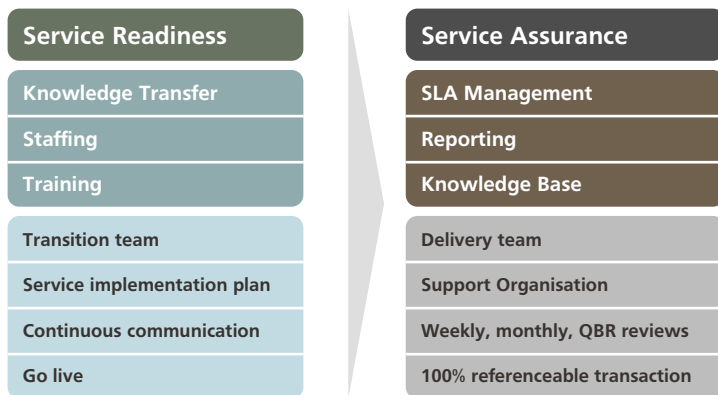 Service Readiness
Knowledge Transfer
Staffing
Training
Transition team
Service implementation plan
Continuous communication
Go live
Service Assurance
SLA Management
Reporting
Knowledge Base
Delivery team
Support Organisation
Weekly, monthly, QBR reviews
100% referenceable transaction